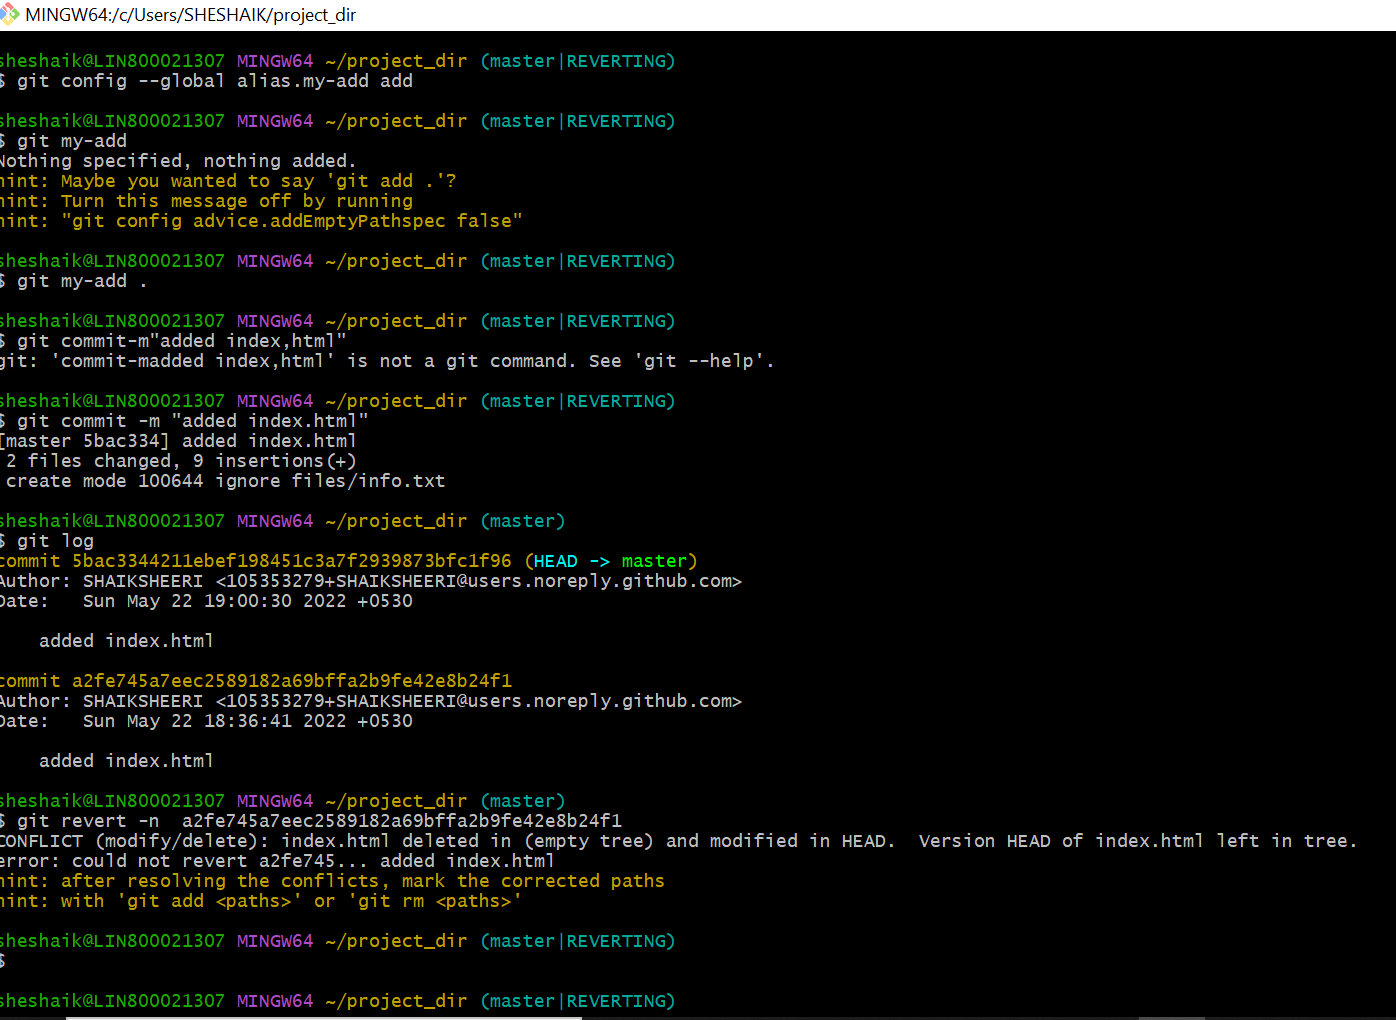 MINGW64:/c/Users/SHESHAIK/project_dir
sheshaik@LIN800021307 MINGW64 ~/project_dir (master|REVERTING)
$ git config --global alias.my-add add
sheshaik@LIN800021307 MINGW64 ~/project_dir (master|REVERTING)
$ git my-add
Nothing specified, nothing added.
hint: Maybe you wanted to say 'git add .'?
hint: Turn this message off by running
hint: "git config advice.addEmptyPathspec false"
sheshaik@LIN800021307 MINGW64 ~/project_dir (master|REVERTING)
$ git my-add .
sheshaik@LIN800021307 MINGW64 ~/project_dir (master|REVERTING)
$ git commit-m"added index,html"
git: 'commit-madded index,html' is not a git command. See 'git --help'.
sheshaik@LIN800021307 MINGW64 ~/project_dir (master|REVERTING)
$ git commit -m "added index.html"
[master 5bac334] added index.html
2 files changed, 9 insertions(+)
create mode 100644 ignore files/info.txt
sheshaik@LIN800021307 MINGW64 ~/project_dir (master)
$ git log
commit 5bac3344211ebef198451c3a7f2939873bfc1f96 (HEAD -> master)
Author: SHAIKSHEERI <105353279+SHAIKSHEERI@users.noreply.github.com>
Date:   Sun May 22 19:00:30 2022 +0530
added index.html
commit a2fe745a7eec2589182a69bffa2b9fe42e8b24f1
Author: SHAIKSHEERI <105353279+SHAIKSHEERI@users.noreply.github.com>
Date:   Sun May 22 18:36:41 2022 +0530
added index.html
sheshaik@LIN800021307 MINGW64 ~/project_dir (master)
$ git revert -n  a2fe745a7eec2589182a69bffa2b9fe42e8b24f1
CONFLICT (modify/delete): index.html deleted in (empty tree) and modified in HEAD.  Version HEAD of index.html left in tree.
error: could not revert a2fe745... added index.html
hint: after resolving the conflicts, mark the corrected paths
hint: with 'git add <paths>' or 'git rm <paths>'
sheshaik@LIN800021307 MINGW64 ~/project_dir (master|REVERTING)
$
sheshaik@LIN800021307 MINGW64 ~/project_dir (master|REVERTING)